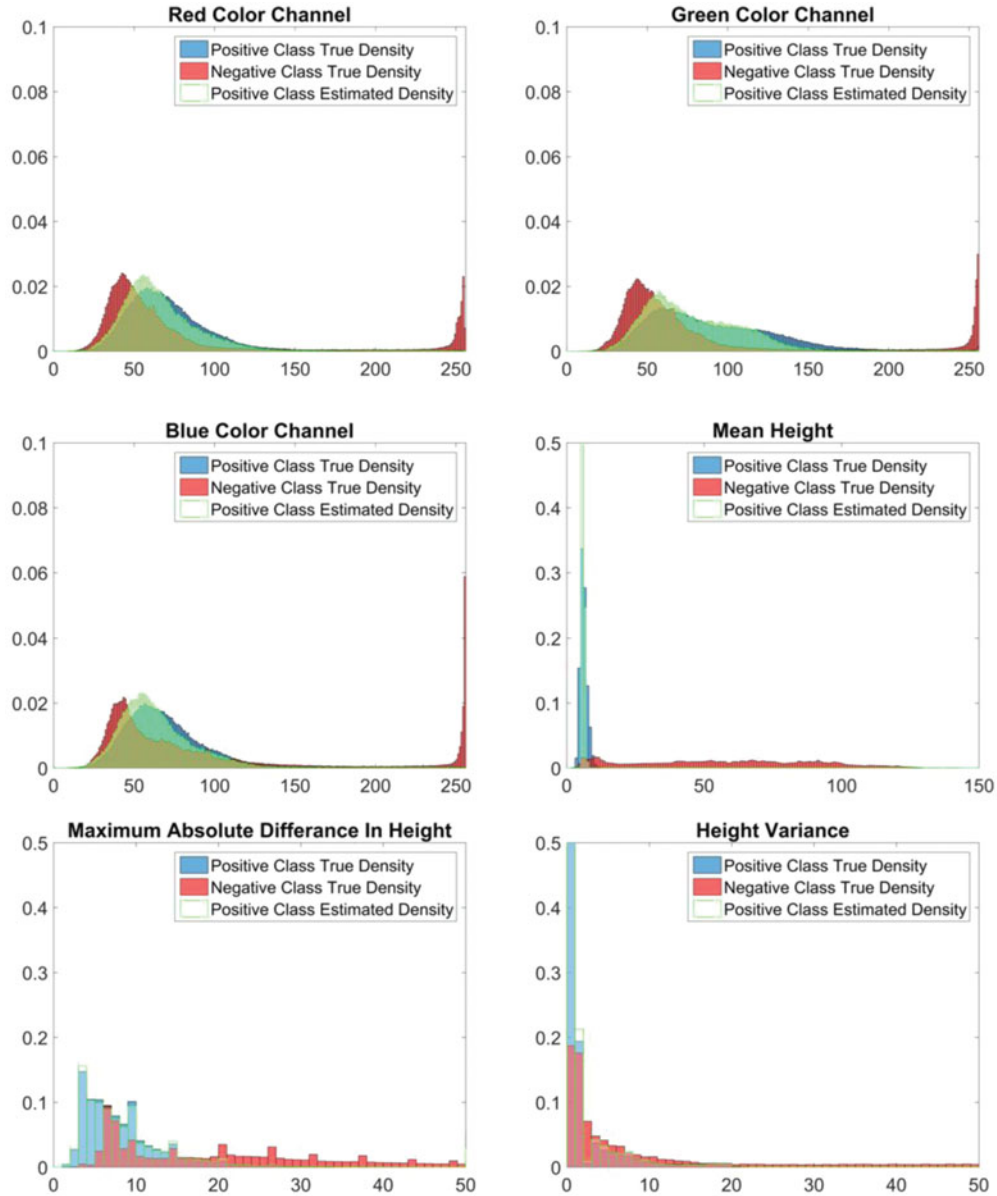 Red Color Channel
0.1
0.08
0.06
0.04
0.02
0
0 50 100 150 200 250
Positive Class True Density
Negative Class True Density
Positive Class Estimated Density
Green Color Channel
0.1
0.08
0.06
0.04
0.02
0
0 50 100 150 200 250
Positive Class True Density
Negative Class True Density
Positive Class Estimated Density
Blue Color Channel
0.1
0.08
0.06
0.04
0.02
0
0 50 100 150 200 250
Positive Class True Density
Negative Class True Density
Positive Class Estimated Density
Mean Height
0.5
0.4
0.3
0.2
0.1
0
0 50 100 150
Positive Class True Density
Negative Class True Density
Positive Class Estimated Density
Maximum Absolute Differance In Height
0.5
0.4
0.3
0.2
0.1
0
0 10 20 30 40 50
Positive Class True Density
Negative Class True Density
Positive Class Estimated Density
Height Variance
0.5
0.4
0.3
0.2
0.1
0
0 10 20 30 40 50
Positive Class True Density
Negative Class True Density
Positive Class Estimated Density